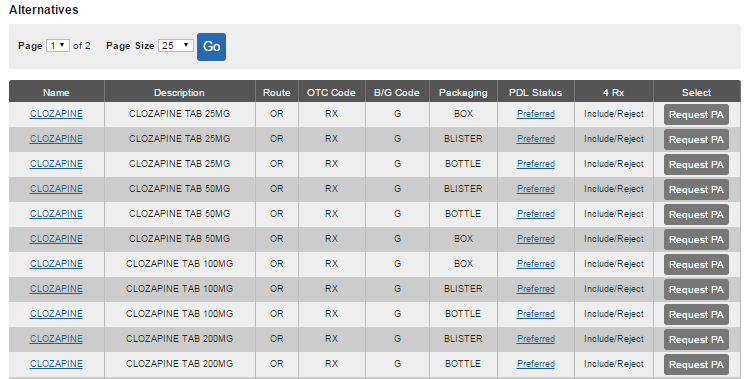 Alternatives
Page 1 of 2 Page Size 25 Go
Name Description Route OTC Code B/G Code Packaging PDL Status 4 Rx Select
CLOZAPINE CLOZAPINE TAB 25MG OR RX G BOX Preferred Include/Reject Request PA
CLOZAPINE CLOZAPINE TAB 25MG OR RX G BLISTER Preferred Include/Reject Request PA
CLOZAPINE CLOZAPINE TAB 25MG OR RX G BOTTLE Preferred Include/Reject Request PA
CLOZAPINE CLOZAPINE TAB 50MG OR RX G BLISTER Preferred Include/Reject Request PA
CLOZAPINE CLOZAPINE TAB 50MG OR RX G BOTTLE Preferred Include/Reject Request PA
CLOZAPINE CLOZAPINE TAB 50MG OR RX G BOX Preferred Include/Reject Request PA
CLOZAPINE CLOZAPINE TAB 100MG OR RX G BOX Preferred Include/Reject Request PA
CLOZAPINE CLOZAPINE TAB 100MG OR RX G BLISTER Preferred Include/Reject Request PA
CLOZAPINE CLOZAPINE TAB 100MG OR RX G BOTTLE Preferred Include/Reject Request PA
CLOZAPINE CLOZAPINE TAB 200MG OR RX G BLISTER Preferred Include/Reject Request PA
CLOZAPINE CLOZAPINE TAB 200MG OR RX G BOTTLE Preferred Include/Reject Request PA